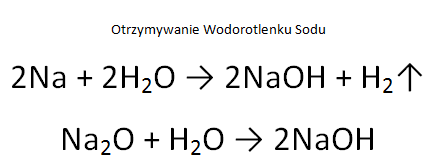 Otrzymywanie Wodorotlenku Sodu
2Na + 2H₂O → 2NaOH + H₂↑
Na₂O + H₂O → 2NaOH